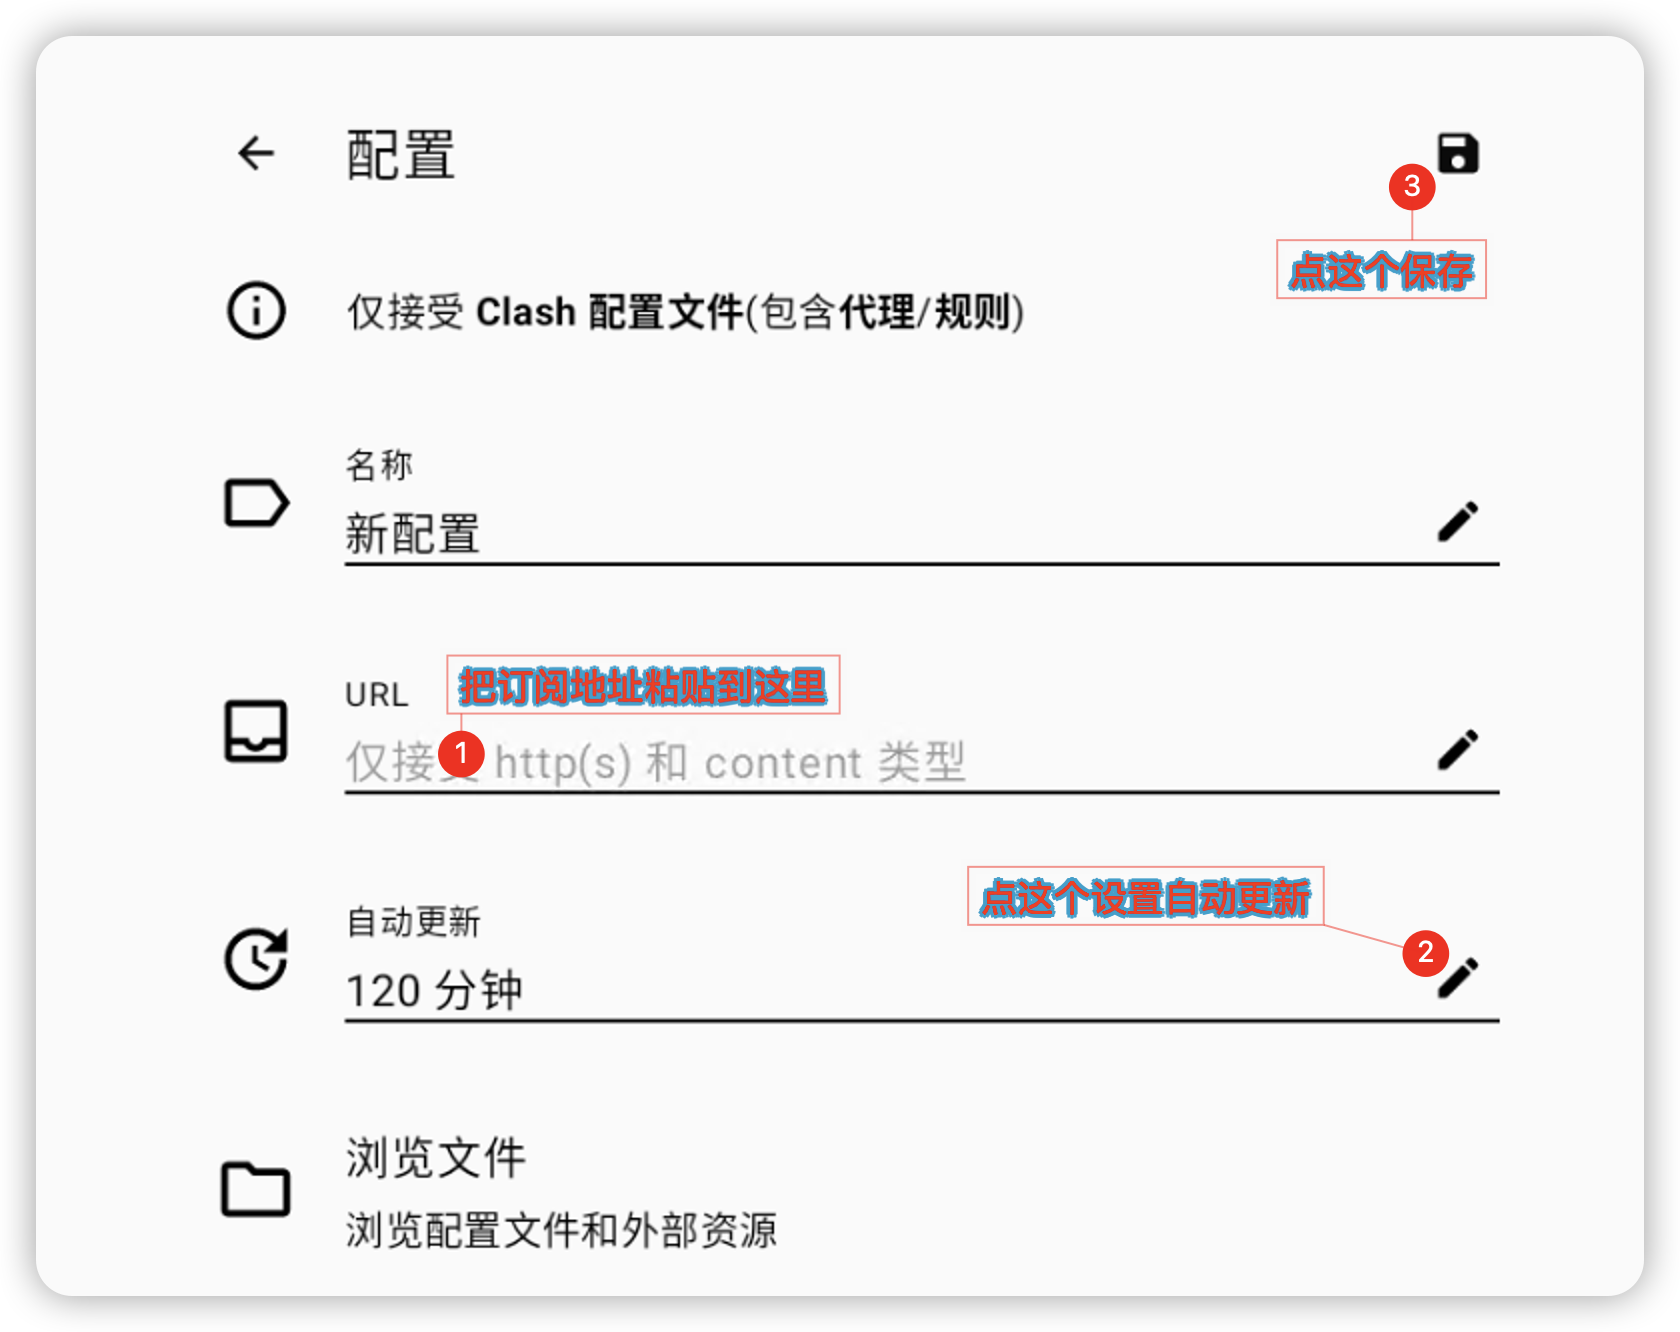 配置
3
点这个保存
仅接受 Clash 配置文件(包含代理/规则)
名称
新配置
URL
把订阅地址粘贴到这里
1
仅接 http(s) 和 content 类型
点这个设置自动更新
2
自动更新
120 分钟
浏览文件
浏览配置文件和外部资源